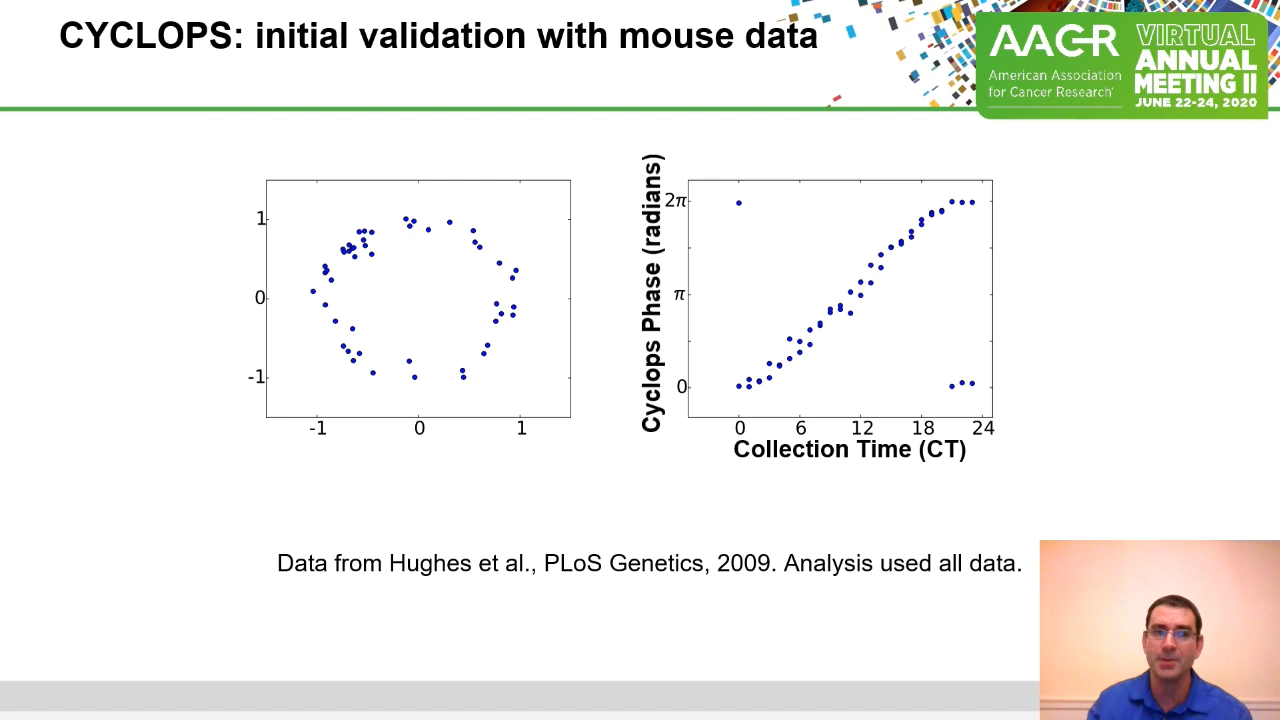 CYCLOPS: initial validation with mouse data
AACR
American Association
for Cancer Research
VIRTUAL
ANNUAL
MEETING II
JUNE 22-24, 2020
1
0
-1
-1
0
1
Cyclops Phase (radians)
2π
π
0
0
6
12
18
24
Collection Time (CT)
Data from Hughes et al., PLoS Genetics, 2009. Analysis used all data.